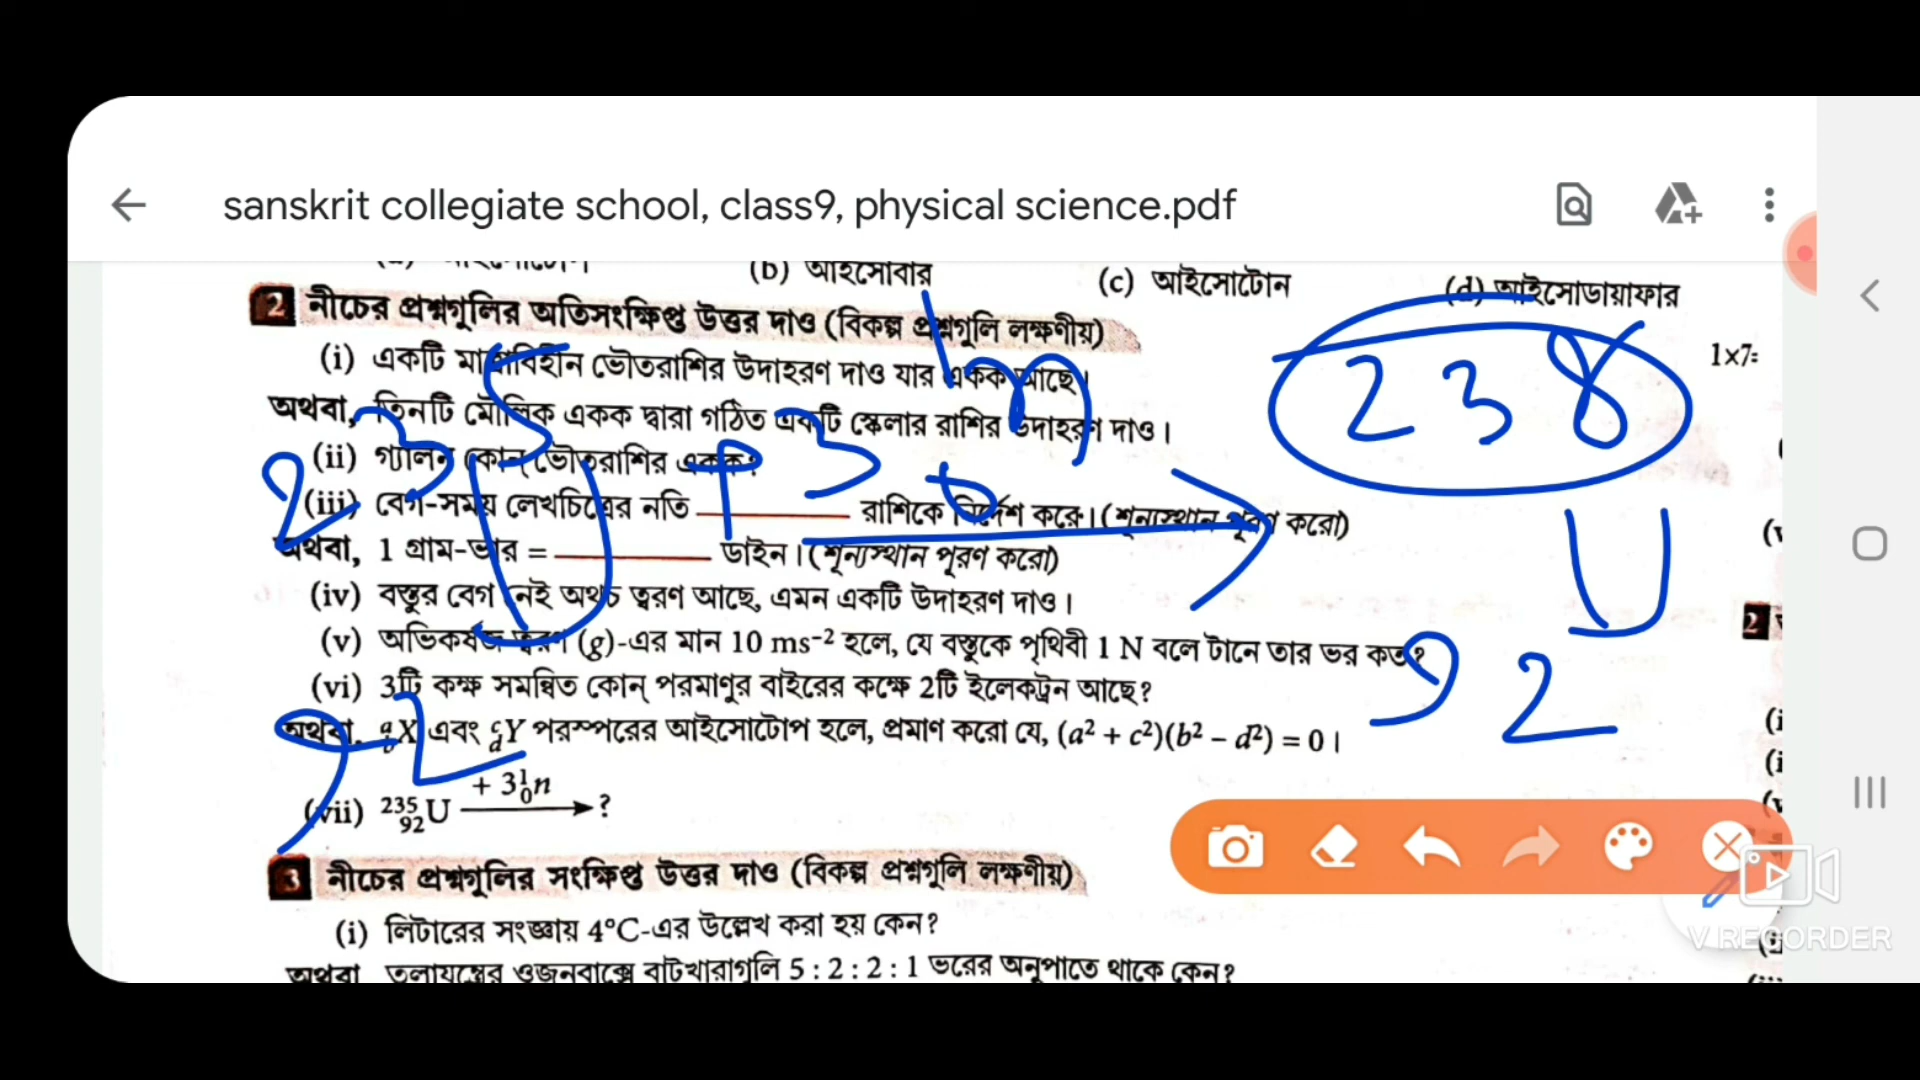 sanskrit collegiate school, class9, physical science.pdf
(b) আইসোবার (c) আইসোটোন (d) আইসোডায়াফার
2 নীচের প্রশ্নগুলির অতিসংক্ষিপ্ত উত্তর দাও (বিকল্প প্রশ্নগুলি লক্ষণীয়)
1×7=
(i) একটি মাত্রাবিহীন ভৌতরাশির উদাহরণ দাও যার একক আছে।
অথবা, তিনটি মৌলিক একক দ্বারা গঠিত একটি স্কেলার রাশির উদাহরণ দাও।
(ii) গ্যালন কোন্ ভৌতরাশির একক?
(iii) বেগ-সময় লেখচিত্রের নতি ________ রাশিকে নির্দেশ করে। (শূন্যস্থান পূরণ করো)
অথবা, 1 গ্রাম-ভার = ________ ডাইন। (শূন্যস্থান পূরণ করো)
(iv) বস্তুর বেগ নেই অথচ ত্বরণ আছে, এমন একটি উদাহরণ দাও।
(v) অভিকর্ষজ ত্বরণ (g)-এর মান 10 ms⁻² হলে, যে বস্তুকে পৃথিবী 1 N বলে টানে তার ভর কত?
(vi) 3টি কক্ষ সমন্বিত কোন্ পরমাণুর বাইরের কক্ষে 2টি ইলেকট্রন আছে?
অথবা, ᵃ_bX এবং ᶜ_dY পরস্পরের আইসোটোপ হলে, প্রমাণ করো যে, (a² + c²)(b² – d²) = 0।
(vii) ²³⁵₉₂U + 3¹₀n ⟶ ?
3 নীচের প্রশ্নগুলির সংক্ষিপ্ত উত্তর দাও (বিকল্প প্রশ্নগুলি লক্ষণীয়)
(i) লিটারের সংজ্ঞায় 4°C-এর উল্লেখ করা হয় কেন?
অথবা তুলাযন্ত্রের ওজনবাক্সে বাটখারাগুলি 5 : 2 : 2 : 1 ভরের অনুপাতে থাকে কেন?
235
92 U + 3 1 0 n → 238
92 U
V RECORDER